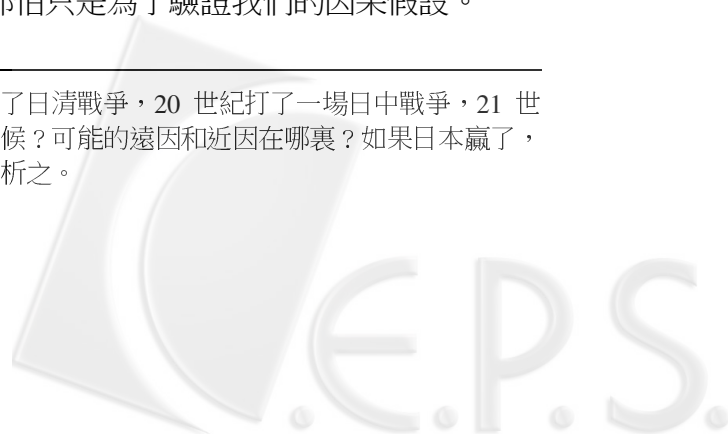 那怕只是為了驗證我們的因果假設。
了日清戰爭，20 世紀打了一場日中戰爭，21 世
候？可能的遠因和近因在哪裏？如果日本贏了，
析之。
C.E.P.S.